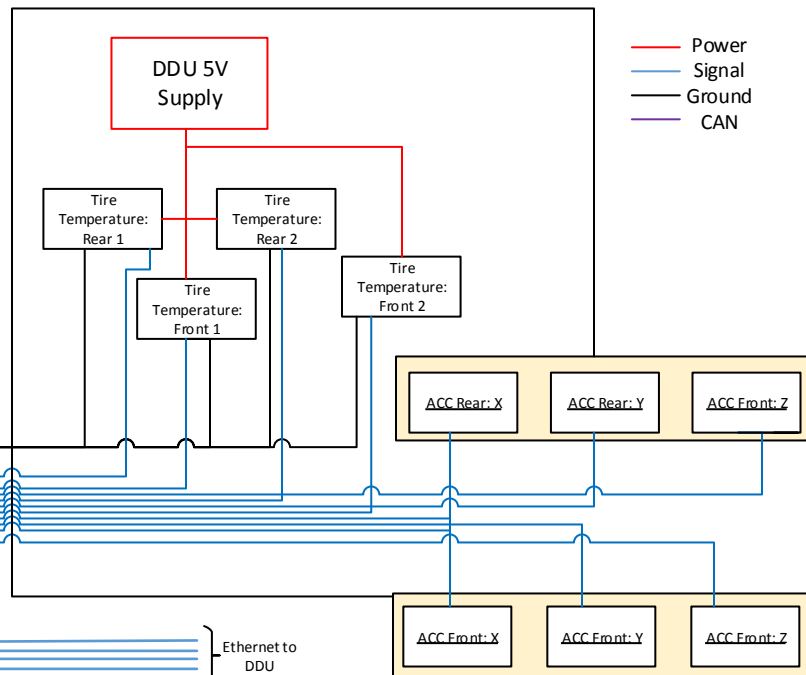 DDU 5V
Supply
Power
Signal
Ground
CAN
Tire
Temperature:
Rear 1
Tire
Temperature:
Rear 2
Tire
Temperature:
Front 1
Tire
Temperature:
Front 2
ACC Rear: X
ACC Rear: Y
ACC Front: Z
ACC Front: X
ACC Front: Y
ACC Front: Z
Ethernet to
DDU